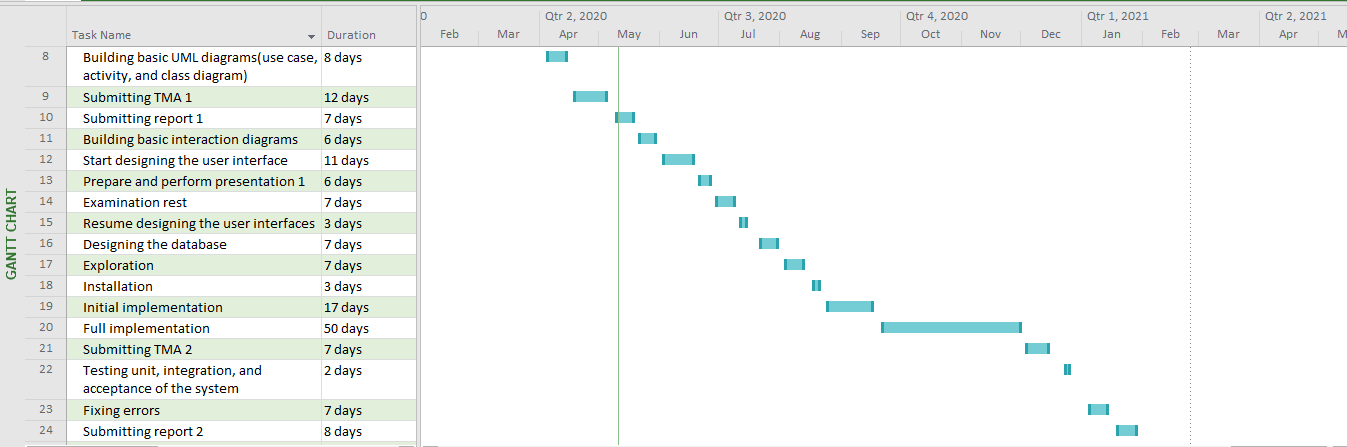 0 Qtr 2, 2020 Qtr 3, 2020 Qtr 4, 2020 Qtr 1, 2021 Qtr 2, 2021
Task Name Duration Feb Mar Apr May Jun Jul Aug Sep Oct Nov Dec Jan Feb Mar Apr M
GANTT CHART
8 Building basic UML diagrams(use case, 8 days
activity, and class diagram)
9 Submitting TMA 1 12 days
10 Submitting report 1 7 days
11 Building basic interaction diagrams 6 days
12 Start designing the user interface 11 days
13 Prepare and perform presentation 1 6 days
14 Examination rest 7 days
15 Resume designing the user interfaces 3 days
16 Designing the database 7 days
17 Exploration 7 days
18 Installation 3 days
19 Initial implementation 17 days
20 Full implementation 50 days
21 Submitting TMA 2 7 days
22 Testing unit, integration, and 2 days
acceptance of the system
23 Fixing errors 7 days
24 Submitting report 2 8 days